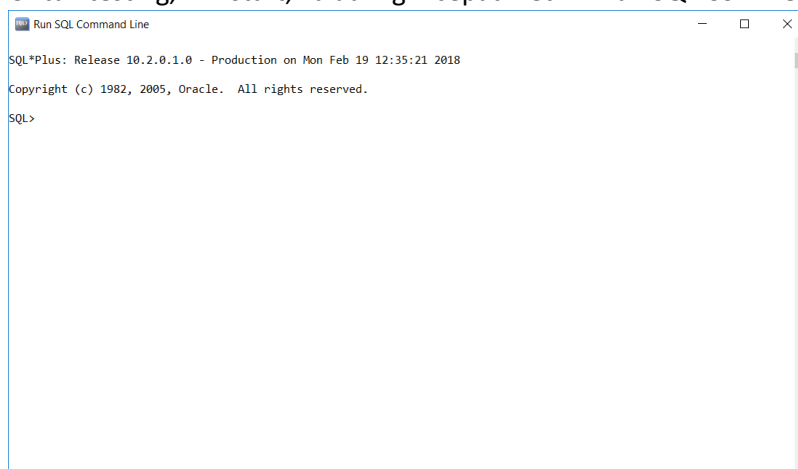 Run SQL Command Line
SQL*Plus: Release 10.2.0.1.0 - Production on Mon Feb 19 12:35:21 2018
Copyright (c) 1982, 2005, Oracle.  All rights reserved.
SQL>